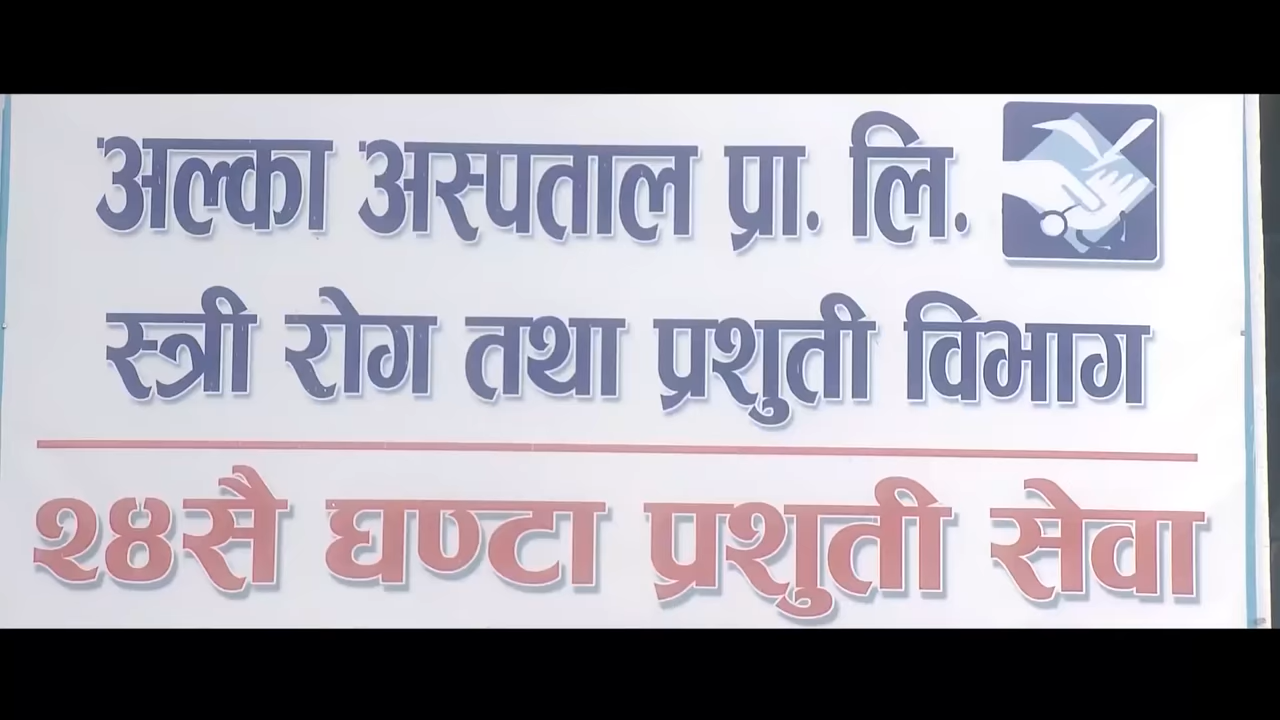 अल्का अस्पताल प्रा. लि.
स्त्री रोग तथा प्रशुती विभाग
२४सै घण्टा प्रशुती सेवा